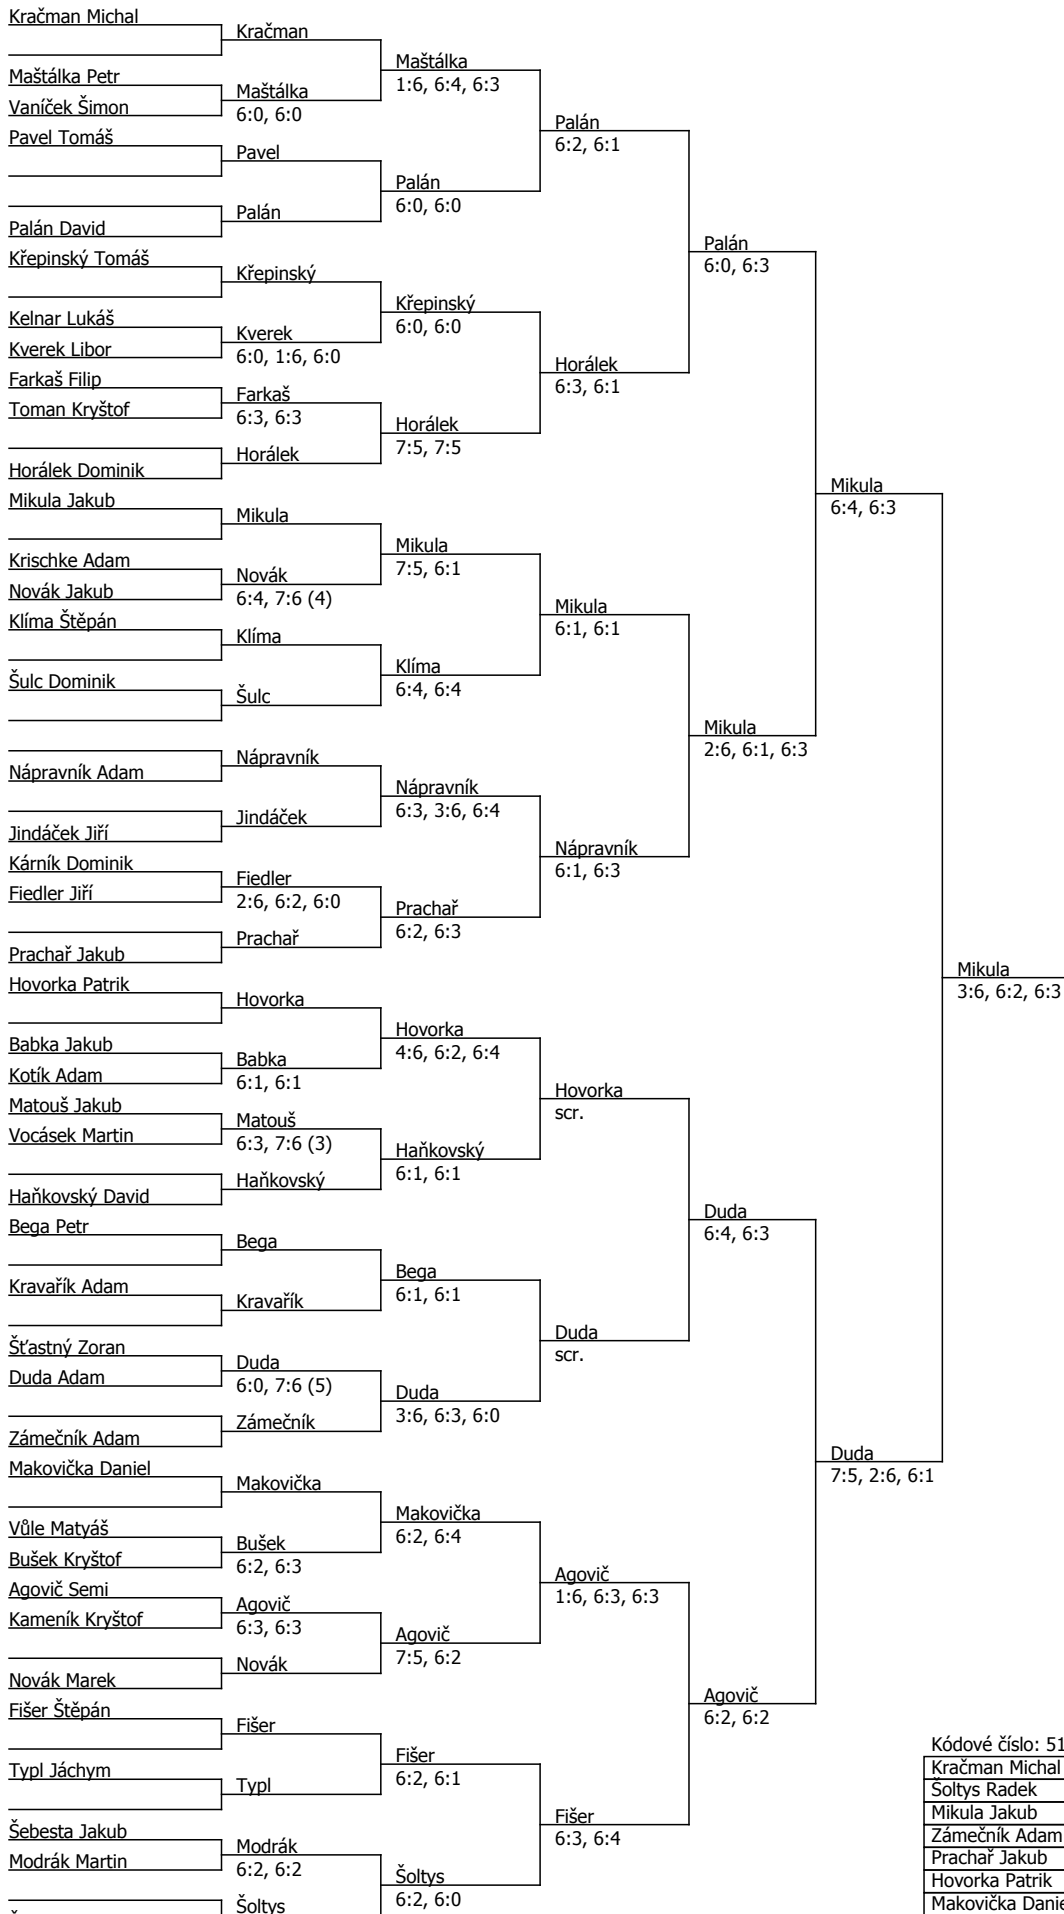 Kračman Michal
Kračman
Maštálka
1:6, 6:4, 6:3
Maštálka Petr
Maštálka
Vaníček Šimon
6:0, 6:0
Palán
6:2, 6:1
Pavel Tomáš
Pavel
Palán
6:0, 6:0
Palán
Palán David
Palán
6:0, 6:3
Křepinský Tomáš
Křepinský
Křepinský
6:0, 6:0
Kelnar Lukáš
Kverek
Kverek Libor
6:0, 1:6, 6:0
Horálek
6:3, 6:1
Farkaš Filip
Farkaš
Toman Kryštof
6:3, 6:3
Horálek
7:5, 7:5
Horálek
Horálek Dominik
Mikula
6:4, 6:3
Mikula Jakub
Mikula
Mikula
7:5, 6:1
Krischke Adam
Novák
Novák Jakub
6:4, 7:6 (4)
Mikula
6:1, 6:1
Klíma Štěpán
Klíma
Klíma
6:4, 6:4
Šulc Dominik
Šulc
Mikula
2:6, 6:1, 6:3
Nápravník
Nápravník Adam
Nápravník
6:3, 3:6, 6:4
Jindáček
Jindáček Jiří
Nápravník
6:1, 6:3
Kárník Dominik
Fiedler
Fiedler Jiří
2:6, 6:2, 6:0
Prachař
6:2, 6:3
Prachař
Prachař Jakub
Mikula
3:6, 6:2, 6:3
Hovorka Patrik
Hovorka
Hovorka
4:6, 6:2, 6:4
Babka Jakub
Babka
Kotík Adam
6:1, 6:1
Hovorka
scr.
Matouš Jakub
Matouš
Vocásek Martin
6:3, 7:6 (3)
Haňkovský
6:1, 6:1
Haňkovský
Haňkovský David
Duda
6:4, 6:3
Bega Petr
Bega
Bega
6:1, 6:1
Kravařík Adam
Kravařík
Duda
scr.
Šťastný Zoran
Duda
Duda Adam
6:0, 7:6 (5)
Duda
3:6, 6:3, 6:0
Zámečník
Zámečník Adam
Duda
7:5, 2:6, 6:1
Makovička Daniel
Makovička
Makovička
6:2, 6:4
Vůle Matyáš
Bušek
Bušek Kryštof
6:2, 6:3
Agovič
1:6, 6:3, 6:3
Agovič Semi
Agovič
Kameník Kryštof
6:3, 6:3
Agovič
7:5, 6:2
Novák
Novák Marek
Agovič
6:2, 6:2
Fišer Štěpán
Fišer
Fišer
6:2, 6:1
Typl Jáchym
Typl
Fišer
6:3, 6:4
Šebesta Jakub
Modrák
Modrák Martin
6:2, 6:2
Šoltys
6:2, 6:0
Šoltys
Kódové číslo: 51
Kračman Michal
Šoltys Radek
Mikula Jakub
Zámečník Adam
Prachař Jakub
Hovorka Patrik
Makovička Danie